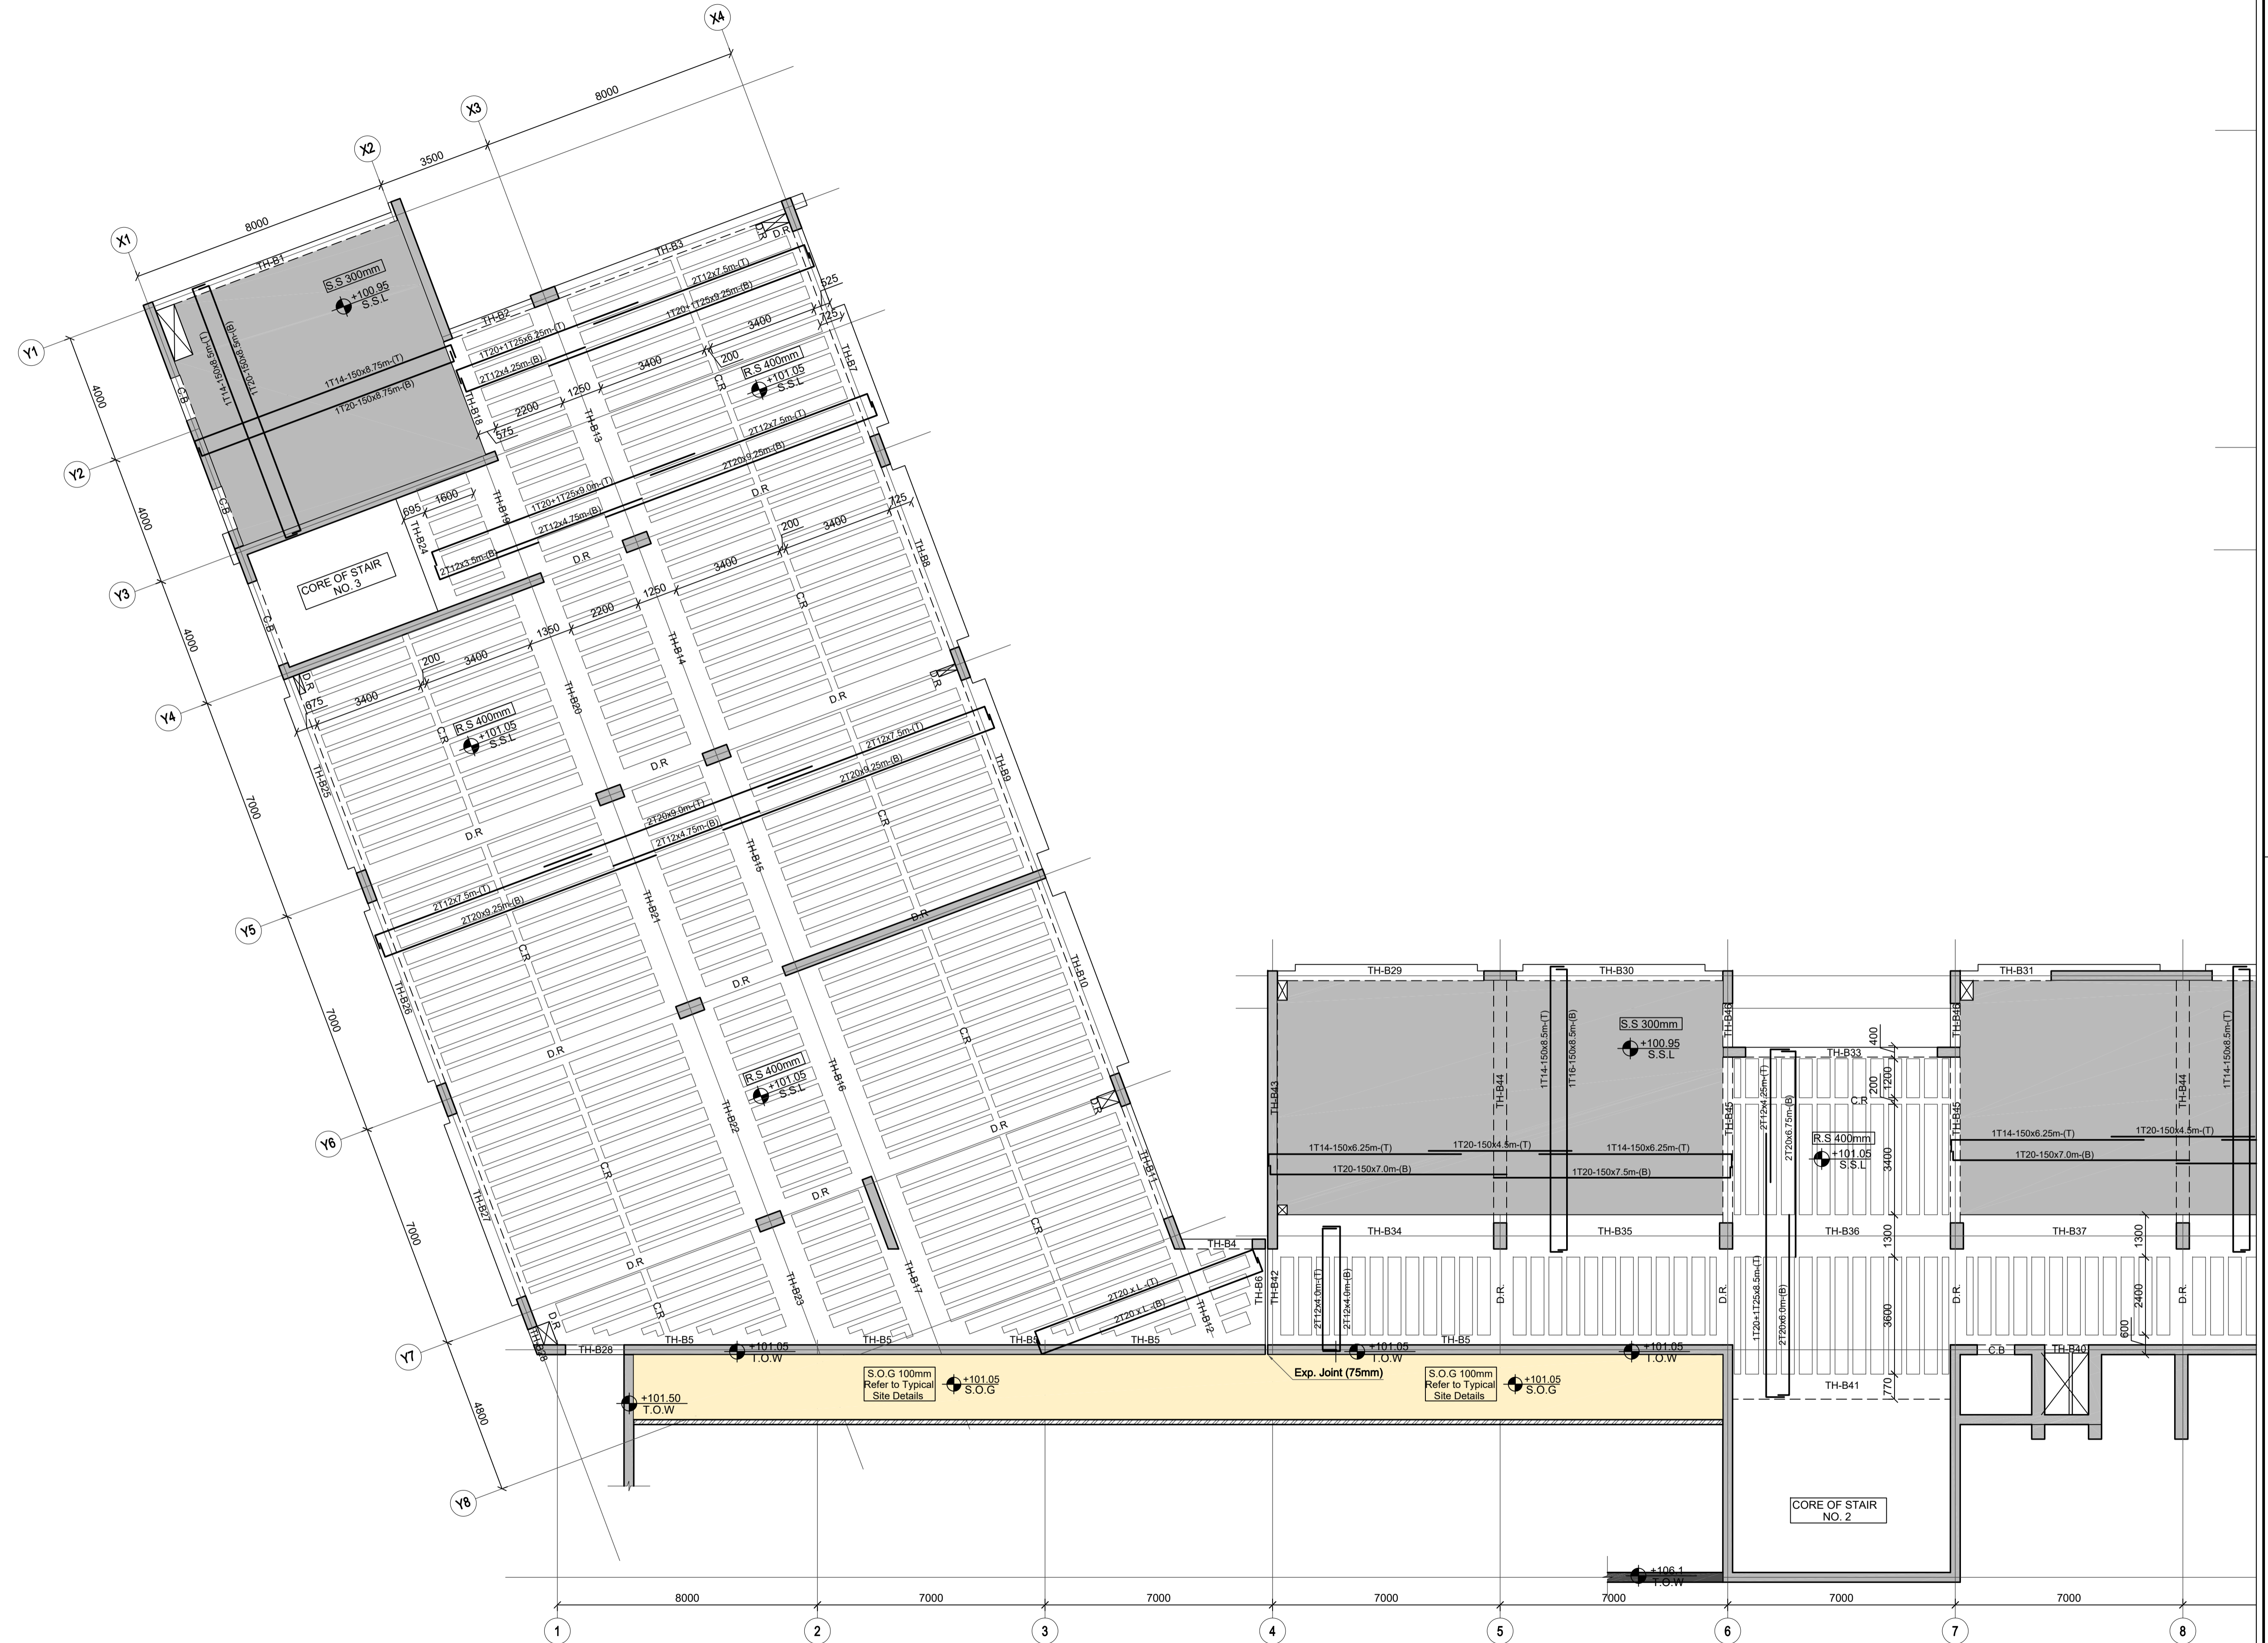 X4
X3
X2
X1
8000
3500
8000
Y1
Y2
Y3
Y4
Y5
Y6
Y7
Y8
4000
4000
4000
7000
7000
7000
4800
TH-B1
S.S 300mm
+100.95
S.S.L
1T14-150x8.5m-(T)
1T20-150x8.5m-(B)
1T14-150x8.75m-(T)
1T20-150x8.75m-(B)
C.B
C.B
C.B
TH-B2
TH-B3
D.R
D.R
2T12x7.5m-(T)
1T20+1T25x9.25m-(B)
1T20+1T25x6.25m-(T)
2T12x4.25m-(B)
525
725
3400
200
3400
1250
2200
575
R.S 400mm
+101.05
S.S.L
C.R
TH-B7
TH-B18
TH-B13
2T12x7.5m-(T)
2T20x9.25m-(B)
1T20+1T25x9.0m-(T)
2T12x4.75m-(B)
2T12x3.5m-(B)
D.R
1600
695
TH-B24
TH-B19
CORE OF STAIR
NO. 3
D.R
725
3400
200
3400
1250
2200
1350
3400
200
3400
675
TH-B8
C.R
TH-B14
TH-B20
D.R
R.S 400mm
+101.05
S.S.L
C.R
TH-B25
D.R
D.R
D.R
D.R
2T12x7.5m-(T)
2T20x9.25m-(B)
2T20x9.0m-(T)
2T12x4.75m-(B)
2T12x7.5m-(T)
2T20x9.25m-(B)
TH-B9
C.R
TH-B15
TH-B21
C.R
TH-B26
D.R
D.R
D.R
TH-B10
C.R
R.S 400mm
+101.05
S.S.L
TH-B16
TH-B22
C.R
TH-B27
D.R
D.R
D.R
D.R
TH-B11
C.R
TH-B17
TH-B23
C.R
D.R
TH-B28
TH-B28
TH-B4
TH-B6
TH-B12
2T20 x L -(T)
2T20 x L -(B)
TH-B5
TH-B5
TH-B5
TH-B5
TH-B5
+101.05
T.O.W
+101.05
T.O.W
+101.05
T.O.W
Exp. Joint (75mm)
S.O.G 100mm
Refer to Typical
Site Details
+101.05
S.O.G
S.O.G 100mm
Refer to Typical
Site Details
+101.05
S.O.G
+101.50
T.O.W
TH-B29
TH-B30
TH-B31
S.S 300mm
+100.95
S.S.L
TH-B43
TH-B44
TH-B46
TH-B46
TH-B45
TH-B45
TH-B44
1T14-150x8.5m-(T)
1T16-150x8.5m-(B)
1T14-150x8.5m-(T)
TH-B33
400
1200
200
C.R
3400
1300
3600
770
2T12x4.25m-(T)
2T20x6.75m-(B)
R.S 400mm
+101.05
S.S.L
1T14-150x6.25m-(T)
1T20-150x4.5m-(T)
1T14-150x6.25m-(T)
1T20-150x7.0m-(B)
1T20-150x7.5m-(B)
1T14-150x6.25m-(T)
1T20-150x4.5m-(T)
1T20-150x7.0m-(B)
TH-B34
TH-B35
TH-B36
TH-B37
TH-B42
2T12x4.0m-(T)
2T12x4.0m-(B)
D.R.
D.R.
D.R.
D.R.
1T20+1T25x8.5m-(T)
2T20x6.0m-(B)
1300
2400
600
C.B
TH-B40
TH-B41
CORE OF STAIR
NO. 2
+106.1
T.O.W
8000
7000
7000
7000
7000
7000
7000
1
2
3
4
5
6
7
8